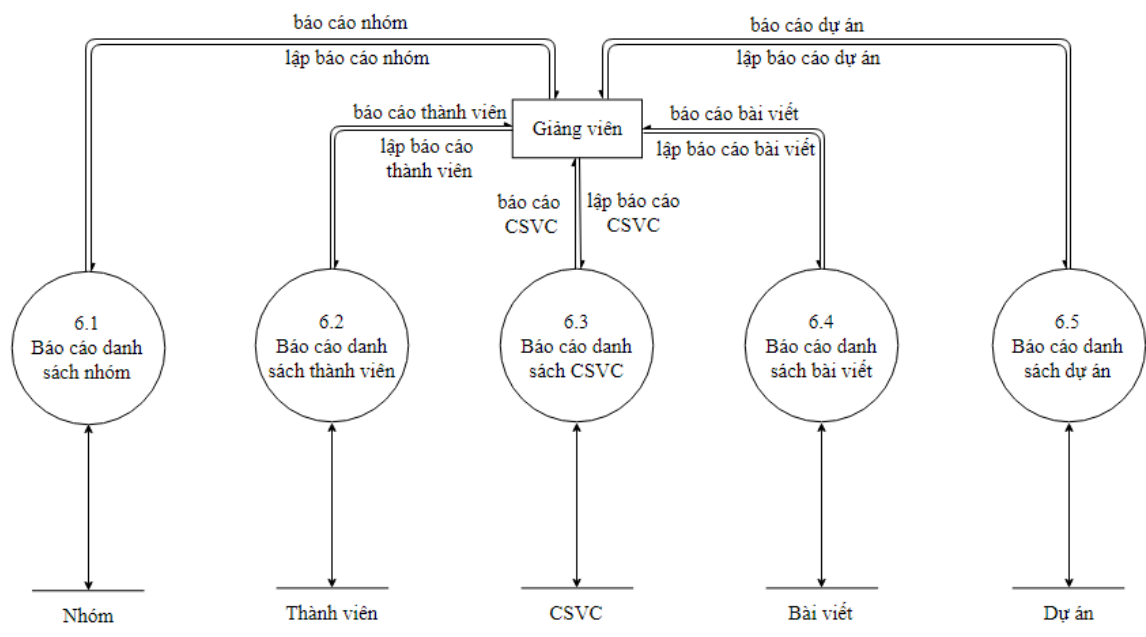 báo cáo nhóm
báo cáo dự án
lập báo cáo nhóm
lập báo cáo dự án
báo cáo thành viên
Giảng viên
báo cáo bài viết
lập báo cáo
thành viên
lập báo cáo bài viết
báo cáo
CSVC
lập báo cáo
CSVC
6.1
Báo cáo danh
sách nhóm
6.2
Báo cáo danh
sách thành viên
6.3
Báo cáo danh
sách CSVC
6.4
Báo cáo danh
sách bài viết
6.5
Báo cáo danh
sách dự án
Nhóm
Thành viên
CSVC
Bài viết
Dự án